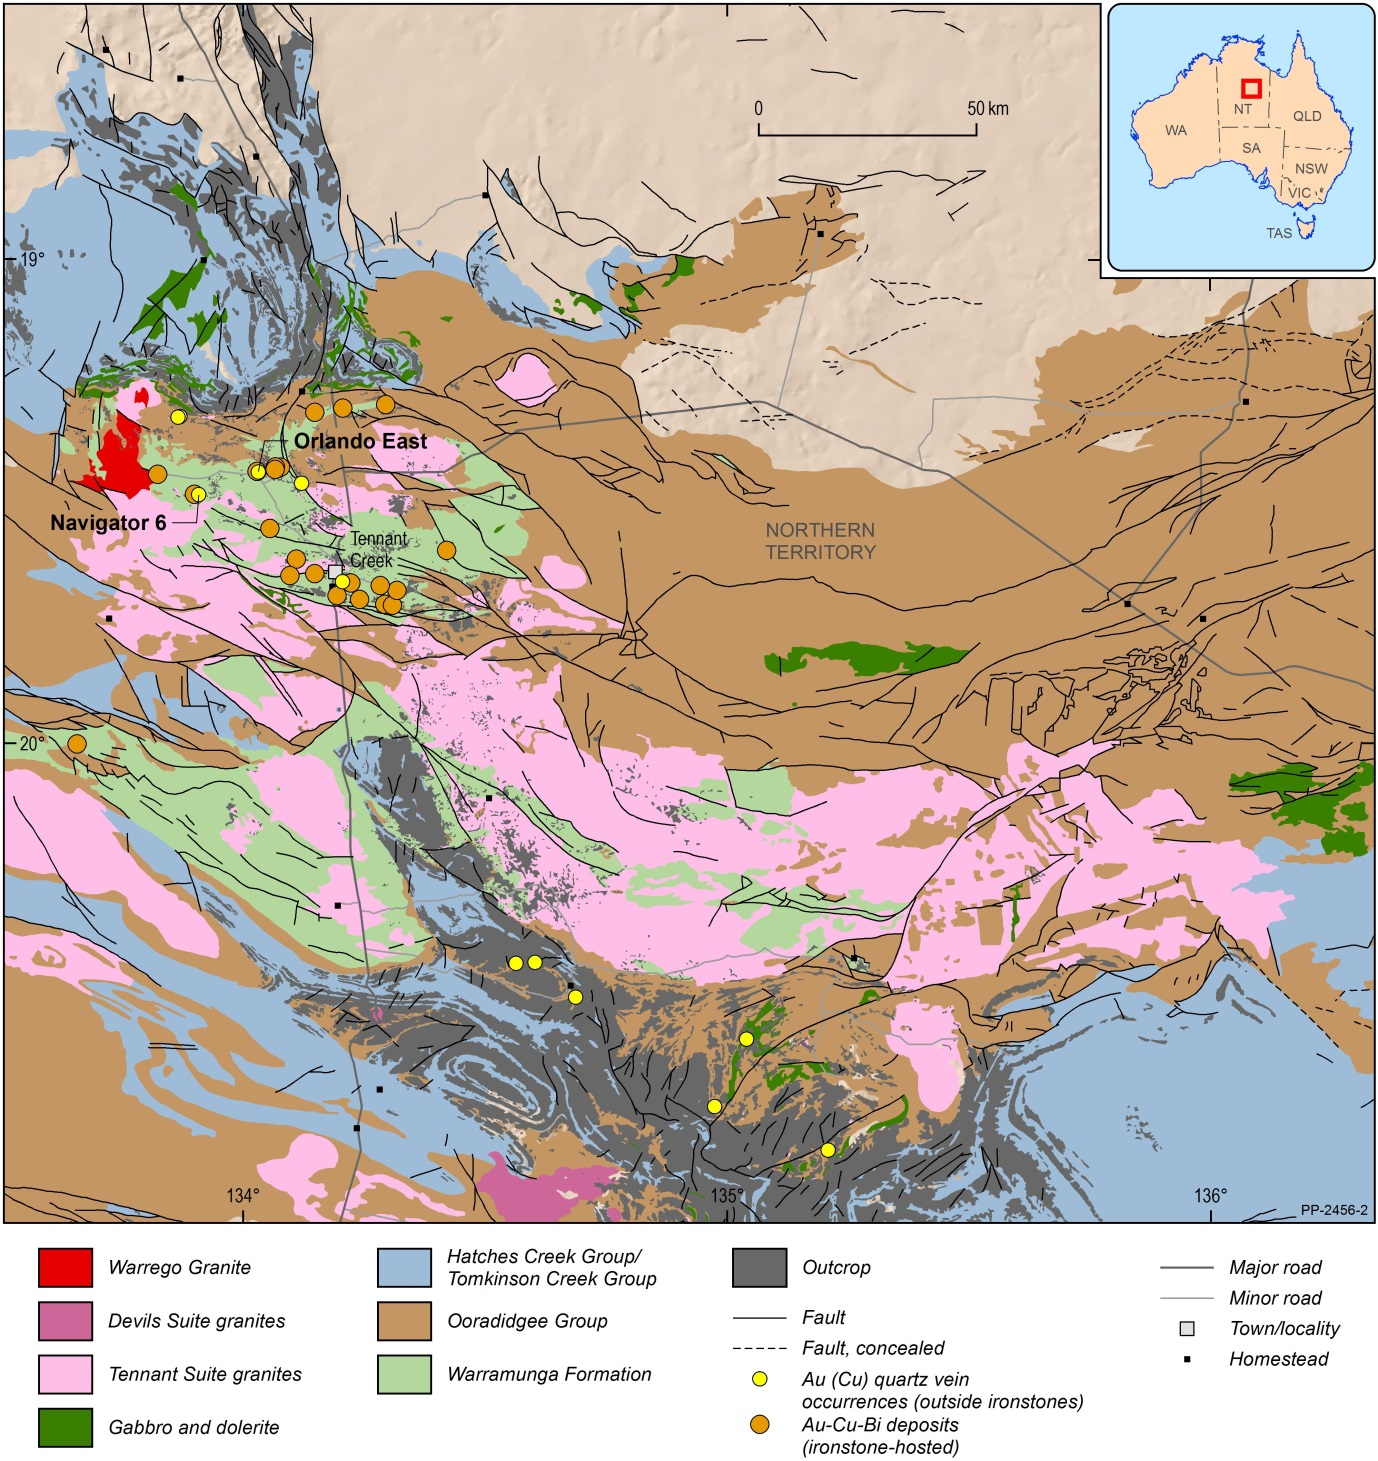 0 50 km
WA
NT
QLD
SA
NSW
VIC
TAS
19°
Orlando East
Navigator 6
Tennant
Creek
NORTHERN
TERRITORY
20°
134°
135°
136°
PP-2456-2
Warrego Granite
Devils Suite granites
Tennant Suite granites
Gabbro and dolerite
Hatches Creek Group/
Tomkinson Creek Group
Ooradidgee Group
Warramunga Formation
Outcrop
Fault
Fault, concealed
Au (Cu) quartz vein
occurrences (outside ironstones)
Au-Cu-Bi deposits
(ironstone-hosted)
Major road
Minor road
Town/locality
Homestead